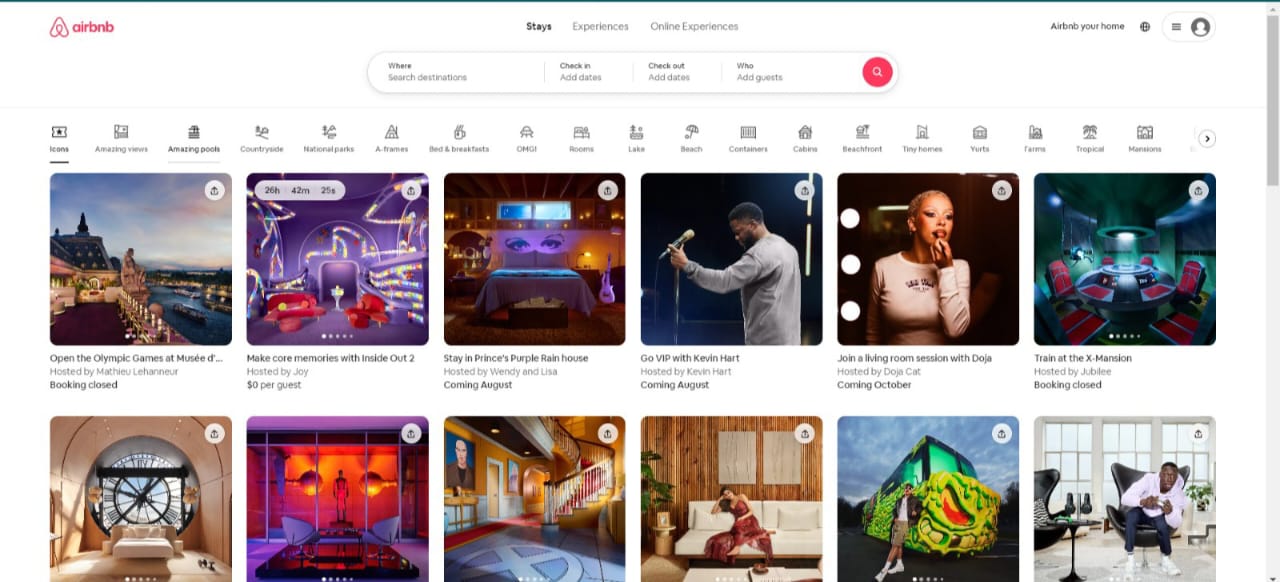 airbnb
Stays Experiences Online Experiences
Airbnb your home
Where
Search destinations
Check in
Add dates
Check out
Add dates
Who
Add guests
Icons Amazing views Amazing pools Countryside National parks A-frames Bed & breakfasts OMG! Rooms Lake Beach Containers Cabins Beachfront Tiny homes Yurts Farms Tropical Mansions
26h 42m 25s
Open the Olympic Games at Musée d'...
Hosted by Mathieu Lehanneur
Booking closed
Make core memories with Inside Out 2
Hosted by Joy
$0 per guest
Stay in Prince's Purple Rain house
Hosted by Wendy and Lisa
Coming August
Go VIP with Kevin Hart
Hosted by Kevin Hart
Coming August
Join a living room session with Doja
Hosted by Doja Cat
Coming October
Train at the X-Mansion
Hosted by Jubilee
Booking closed